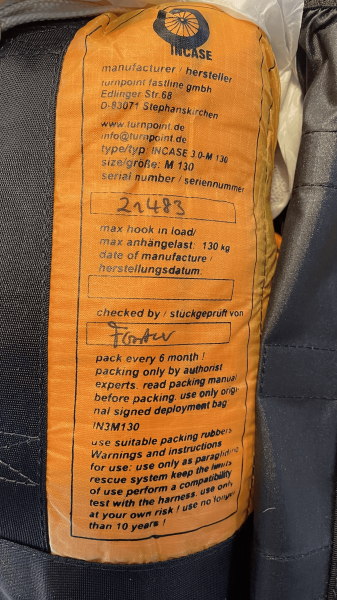 INCASE
manufacturer / hersteller
turnpoint fastline gmbh
Edlinger Str 68
D-83071 Stephanskirchen
www.turnpoint.de
info@turnpoint.de
type/typ: INCASE 3.0-M 130
size/größe: M 130
serial number / seriennummer
21483
max hook in load/
max anhängelast: 130 kg
date of manufacture /
herstellungsdatum:
checked by / stückgeprüft von
pack every 6 month !
packing only by authorist
experts. read packing manual
before packing. use only origi
nal signed deployment bag
IN3M130
use suitable packing rubbers
Warnings and instructions
for use: use only as paragliding
rescue system keep the limits
of use perform a compatibility
test with the harness. use only
at your own risk ! use no longer
than 10 years !